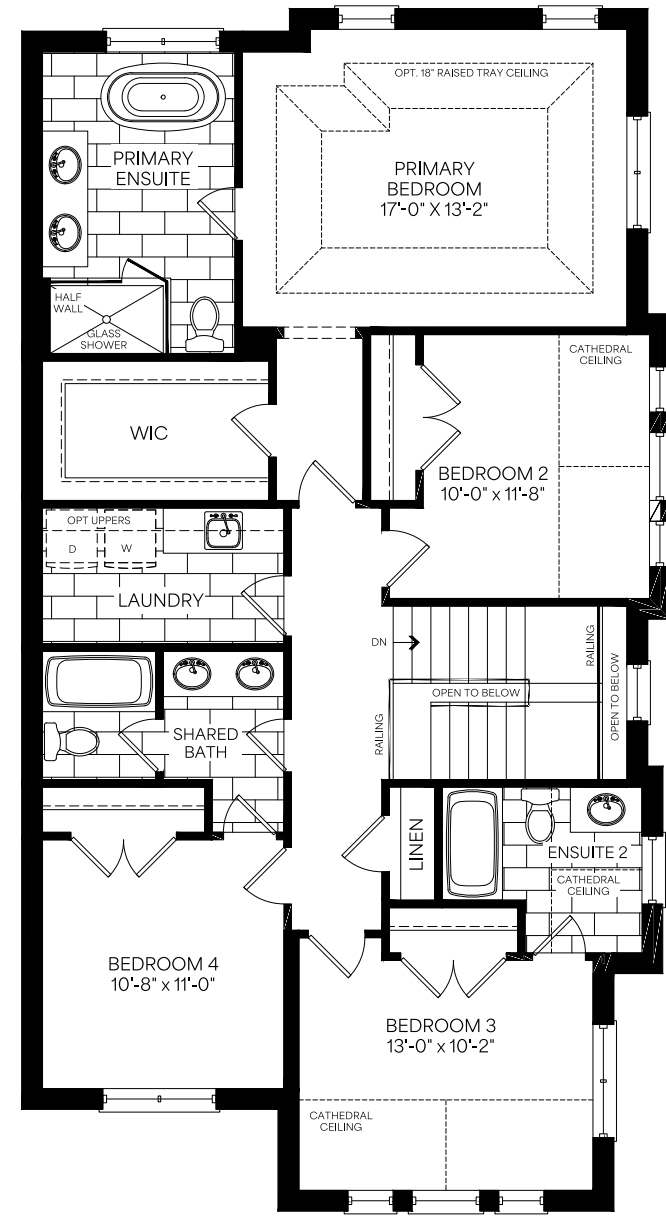 OPT. 18" RAISED TRAY CEILING
PRIMARY
ENSUITE
PRIMARY
BEDROOM
17'-0" X 13'-2"
HALF
WALL
GLASS
SHOWER
CATHEDRAL
CEILING
WIC
BEDROOM 2
10'-0" x 11'-8"
OPT UPPERS
D
W
LAUNDRY
DN
RAILING
OPEN TO BELOW
OPEN TO BELOW
RAILING
SHARED
BATH
LINEN
ENSUITE 2
CATHEDRAL
CEILING
BEDROOM 4
10'-8" x 11'-0"
BEDROOM 3
13'-0" x 10'-2"
CATHEDRAL
CEILING